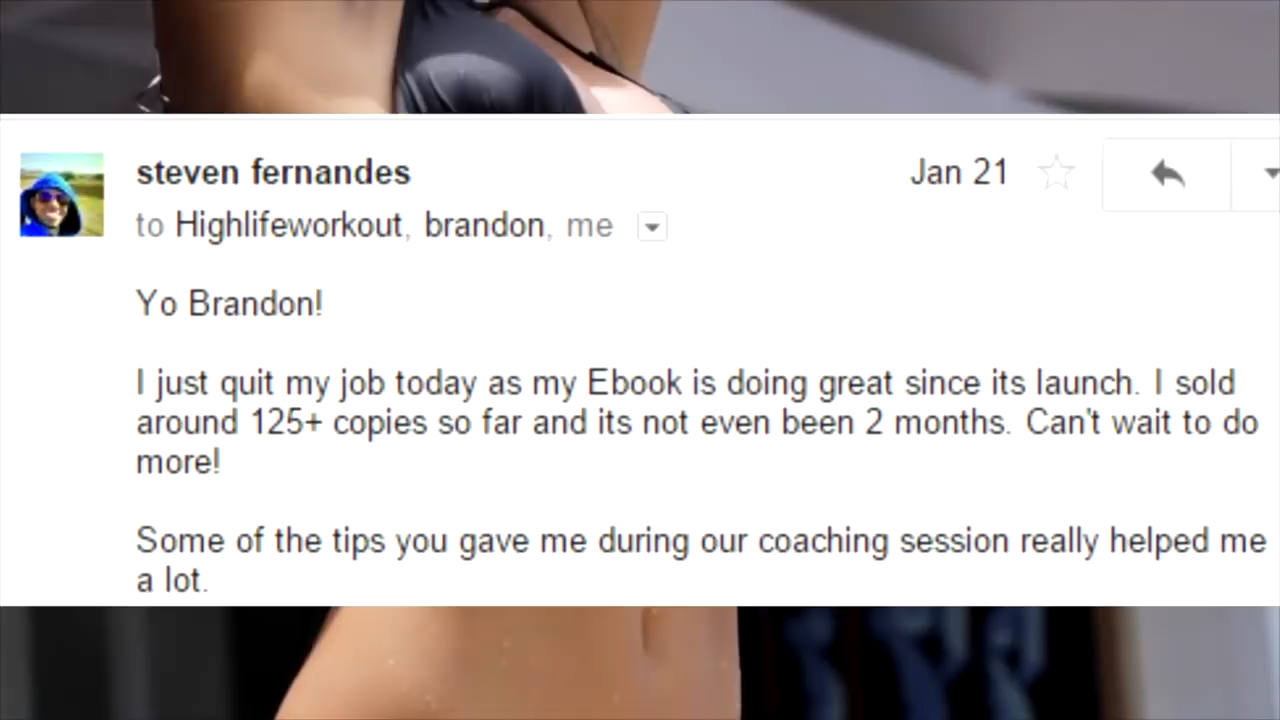 steven fernandes
Jan 21
to Highlifeworkout, brandon, me
Yo Brandon!
I just quit my job today as my Ebook is doing great since its launch. I sold
around 125+ copies so far and its not even been 2 months. Can't wait to do
more!
Some of the tips you gave me during our coaching session really helped me
a lot.